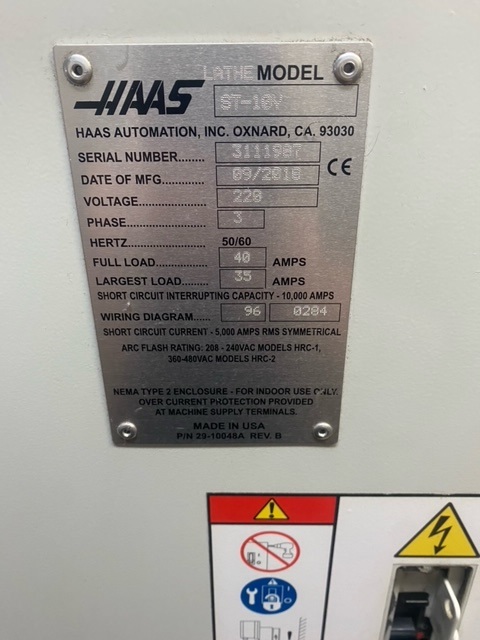 HAAS
LATHE MODEL
ST-10Y
HAAS AUTOMATION, INC. OXNARD, CA. 93030
SERIAL NUMBER........ 3111907
DATE OF MFG............ 09/2018
CE
VOLTAGE.................. 220
PHASE...................... 3
HERTZ...................... 50/60
FULL LOAD............... 40 AMPS
LARGEST LOAD........ 35 AMPS
SHORT CIRCUIT INTERRUPTING CAPACITY - 10,000 AMPS
WIRING DIAGRAM...... 96 0284
SHORT CIRCUIT CURRENT - 5,000 AMPS RMS SYMMETRICAL
ARC FLASH RATING: 208 - 240VAC MODELS HRC-1,
360-480VAC MODELS HRC-2
NEMA TYPE 2 ENCLOSURE - FOR INDOOR USE ONLY.
OVER CURRENT PROTECTION PROVIDED
AT MACHINE SUPPLY TERMINALS.
MADE IN USA
P/N 29-10048A REV. B